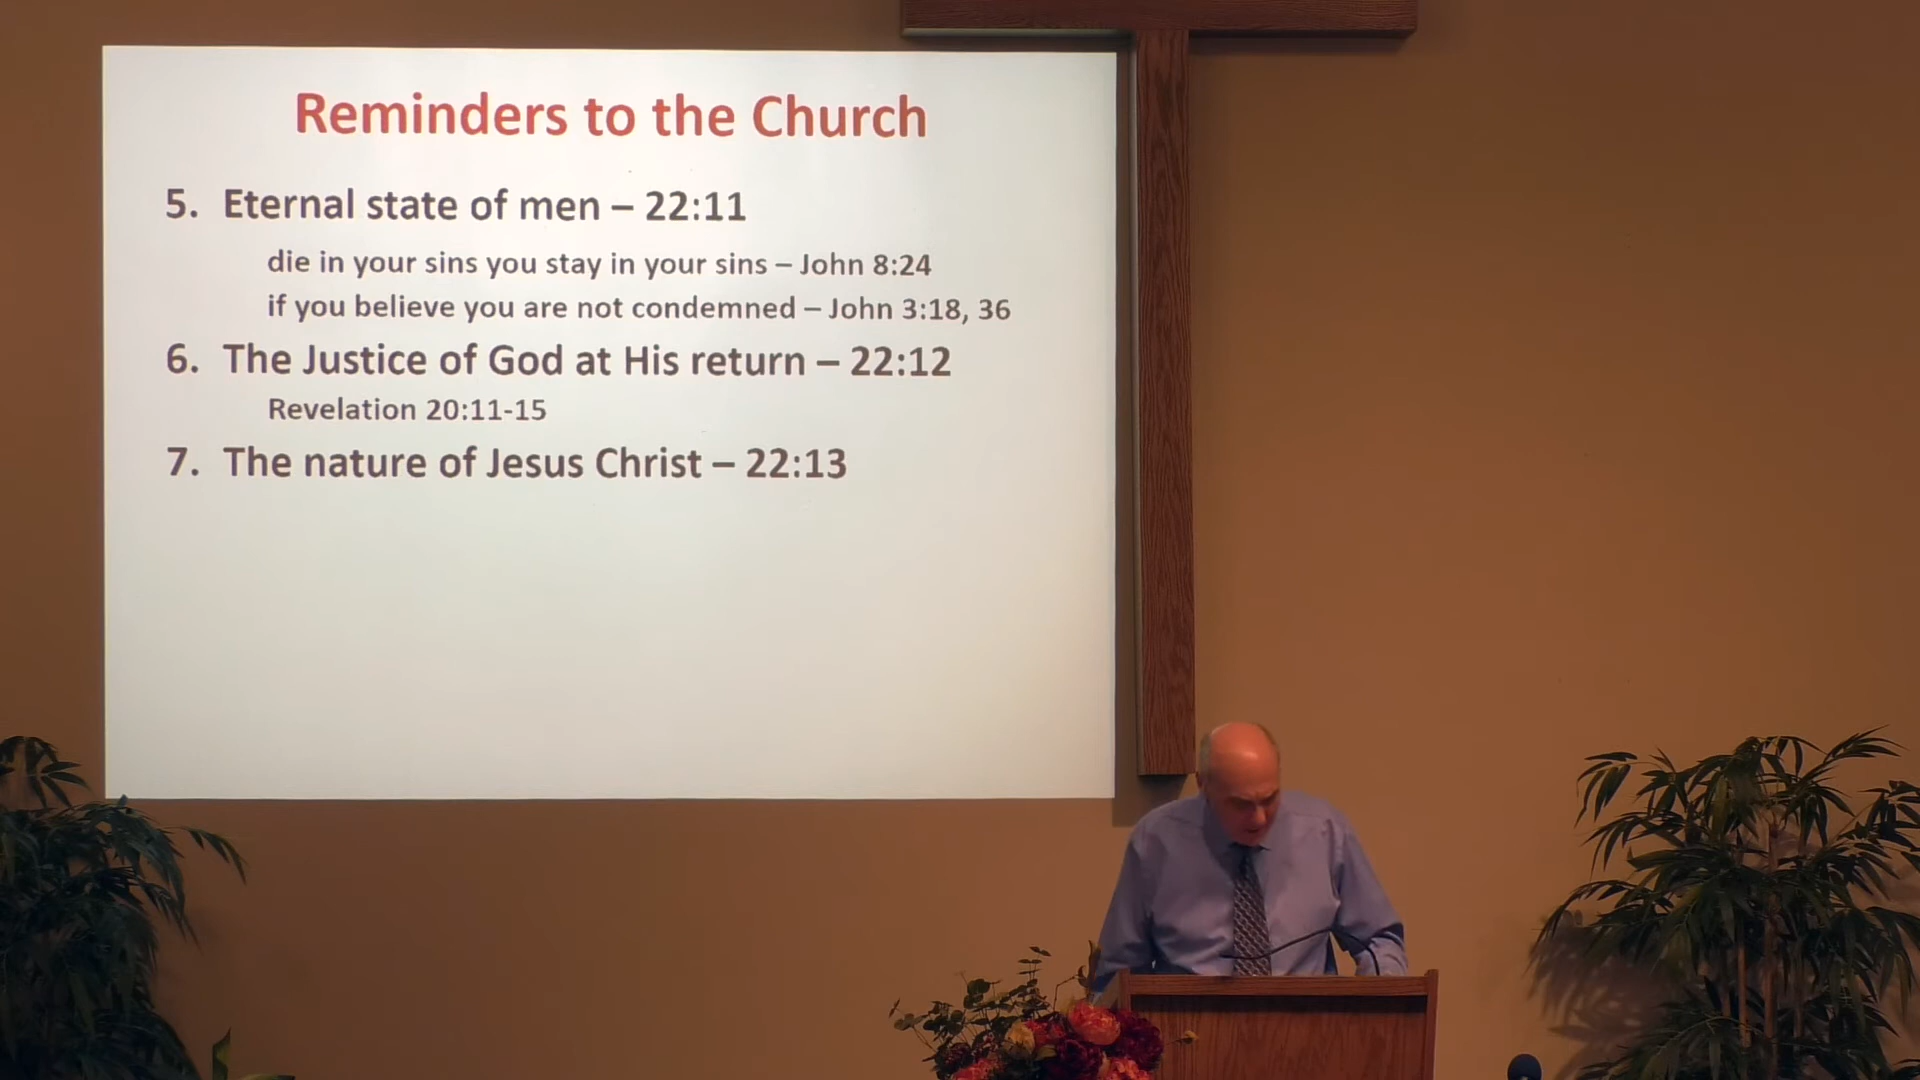 Reminders to the Church
5. Eternal state of men – 22:11
die in your sins you stay in your sins – John 8:24
if you believe you are not condemned – John 3:18, 36
6. The Justice of God at His return – 22:12
Revelation 20:11-15
7. The nature of Jesus Christ – 22:13